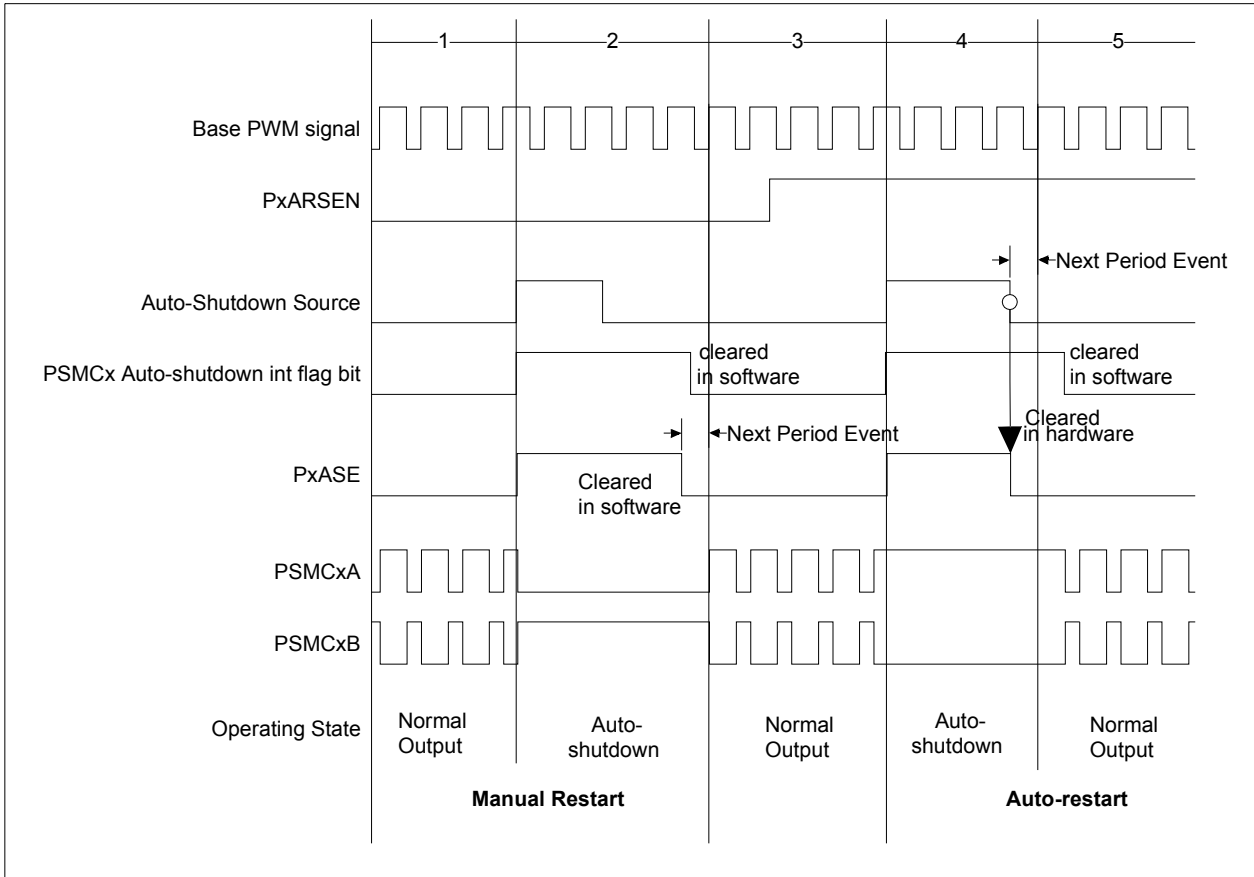 1 2 3 4 5
Base PWM signal
PxARSEN
Next Period Event
Auto-Shutdown Source
cleared
in software
cleared
in software
PSMCx Auto-shutdown int flag bit
Cleared
in hardware
Next Period Event
PxASE
Cleared
in software
PSMCxA
PSMCxB
Operating State
Normal
Output
Auto-
shutdown
Normal
Output
Auto-
shutdown
Normal
Output
Manual Restart
Auto-restart